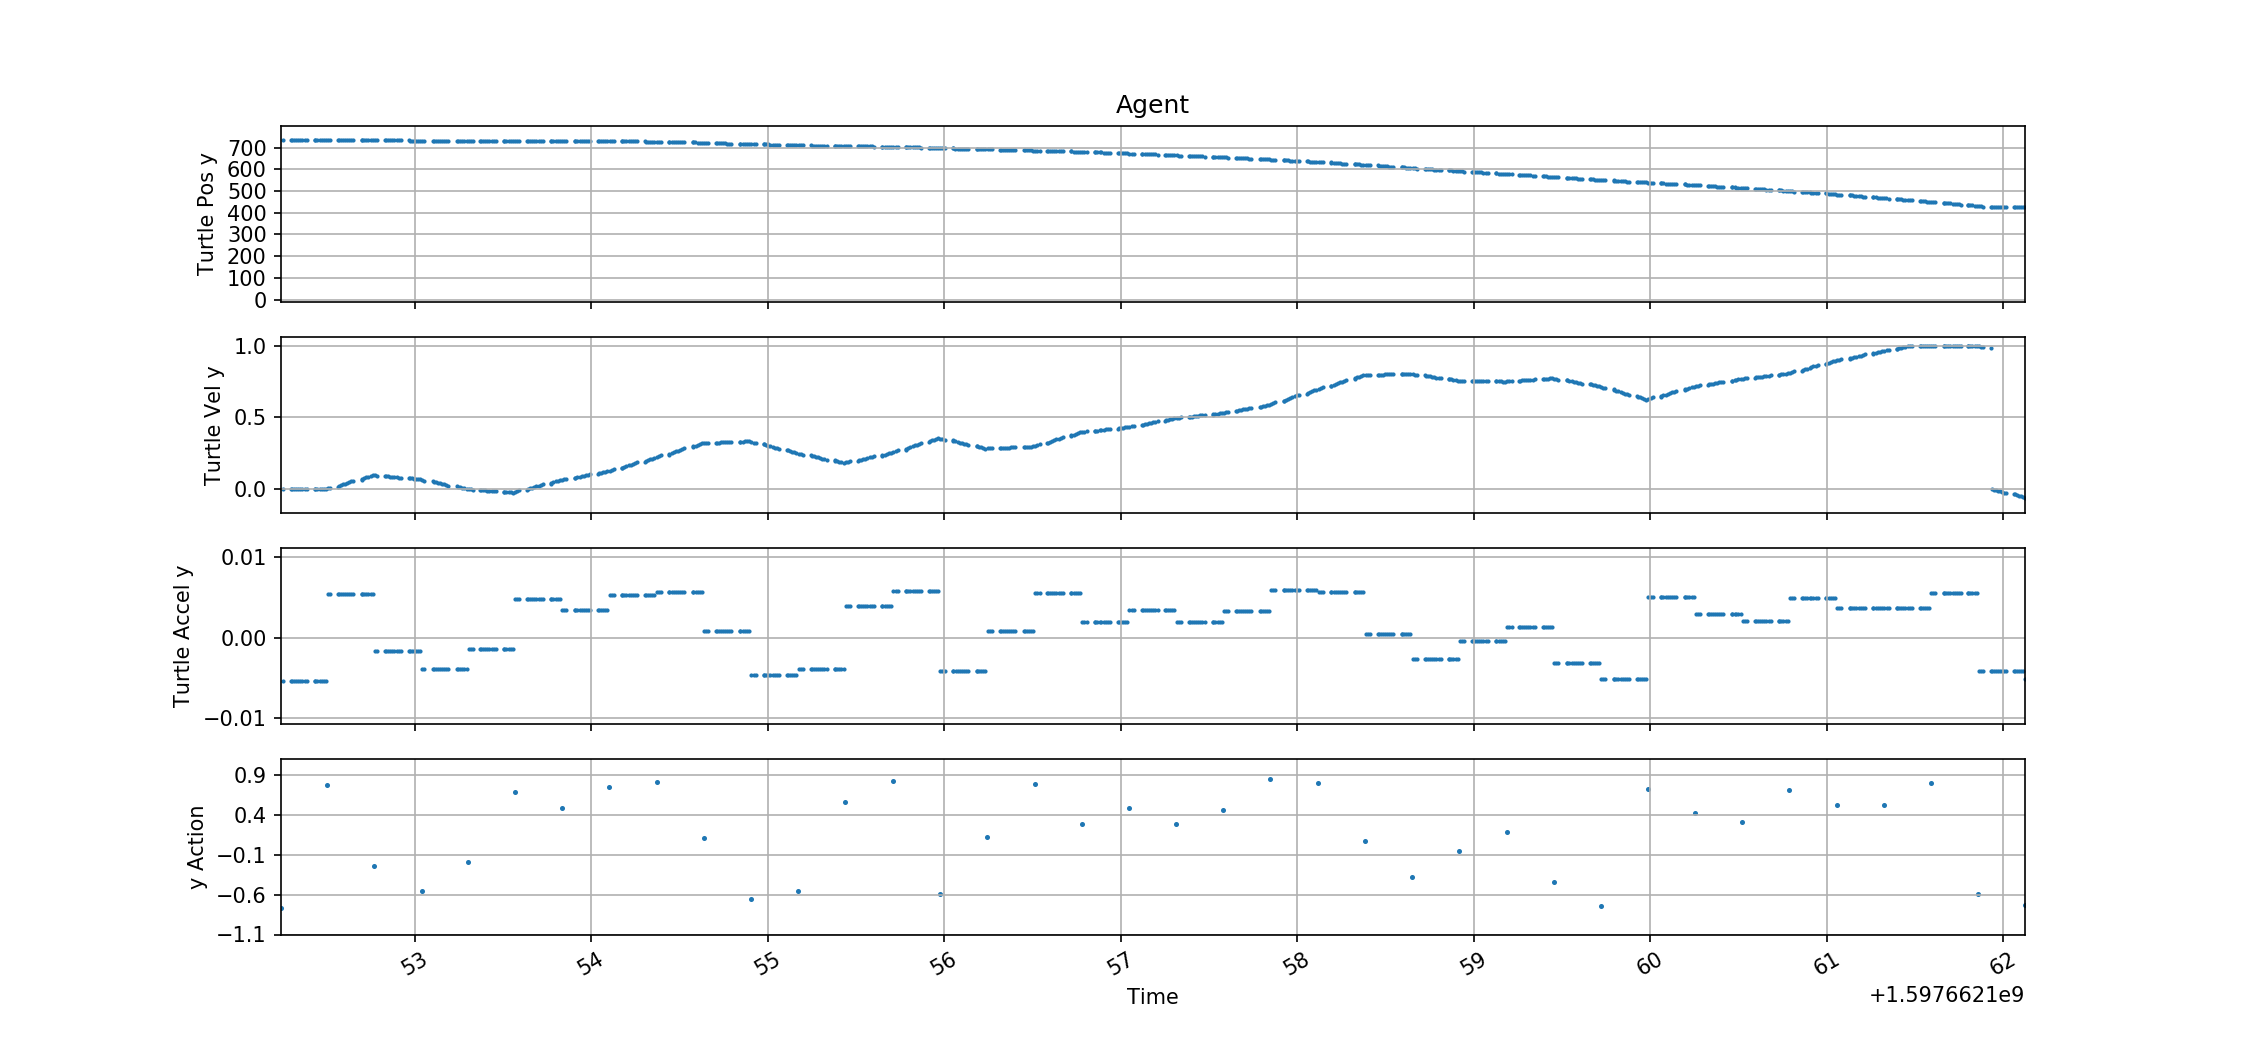 Agent
Turtle Pos y
700
600
500
400
300
200
100
0
Turtle Vel y
1.0
0.5
0.0
Turtle Accel y
0.01
0.00
−0.01
y Action
0.9
0.4
−0.1
−0.6
−1.1
53 54 55 56 57 58 59 60 61 62
Time
+1.5976621e9